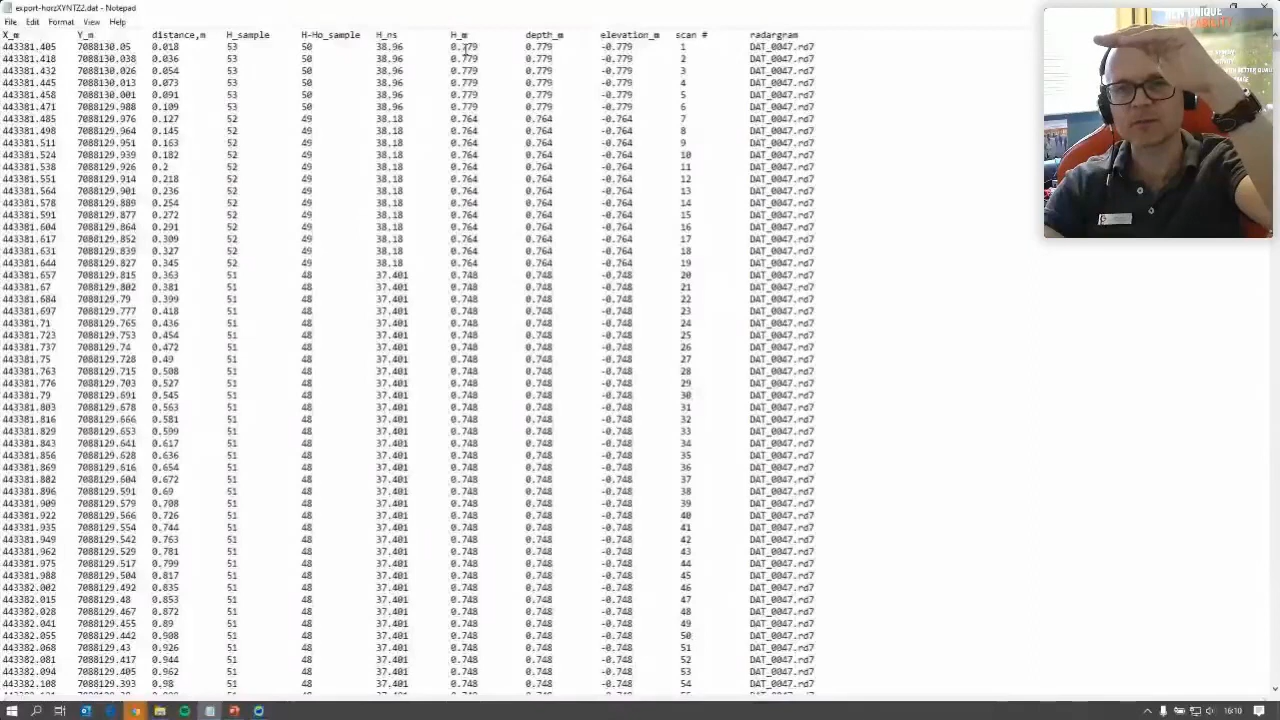 export-horzXYNTZZ.dat - Notepad
File Edit Format View Help
X_m Y_m distance,m H_sample H-Ho_sample H_ns H_m depth_m elevation_m scan # radargram
443381.405 7088130.05 0.018 53 50 38.96 0.779 0.779 -0.779 1 DAT_0047.rd7
443381.418 7088130.038 0.036 53 50 38.96 0.779 0.779 -0.779 2 DAT_0047.rd7
443381.432 7088130.026 0.054 53 50 38.96 0.779 0.779 -0.779 3 DAT_0047.rd7
443381.445 7088130.013 0.073 53 50 38.96 0.779 0.779 -0.779 4 DAT_0047.rd7
443381.458 7088130.001 0.091 53 50 38.96 0.779 0.779 -0.779 5 DAT_0047.rd7
443381.471 7088129.988 0.109 53 50 38.96 0.779 0.779 -0.779 6 DAT_0047.rd7
443381.485 7088129.976 0.127 52 49 38.18 0.764 0.764 -0.764 7 DAT_0047.rd7
443381.498 7088129.964 0.145 52 49 38.18 0.764 0.764 -0.764 8 DAT_0047.rd7
443381.511 7088129.951 0.163 52 49 38.18 0.764 0.764 -0.764 9 DAT_0047.rd7
443381.524 7088129.939 0.182 52 49 38.18 0.764 0.764 -0.764 10 DAT_0047.rd7
443381.538 7088129.926 0.2 52 49 38.18 0.764 0.764 -0.764 11 DAT_0047.rd7
443381.551 7088129.914 0.218 52 49 38.18 0.764 0.764 -0.764 12 DAT_0047.rd7
443381.564 7088129.901 0.236 52 49 38.18 0.764 0.764 -0.764 13 DAT_0047.rd7
443381.578 7088129.889 0.254 52 49 38.18 0.764 0.764 -0.764 14 DAT_0047.rd7
443381.591 7088129.877 0.272 52 49 38.18 0.764 0.764 -0.764 15 DAT_0047.rd7
443381.604 7088129.864 0.291 52 49 38.18 0.764 0.764 -0.764 16 DAT_0047.rd7
443381.617 7088129.852 0.309 52 49 38.18 0.764 0.764 -0.764 17 DAT_0047.rd7
443381.631 7088129.839 0.327 52 49 38.18 0.764 0.764 -0.764 18 DAT_0047.rd7
443381.644 7088129.827 0.345 52 49 38.18 0.764 0.764 -0.764 19 DAT_0047.rd7
443381.657 7088129.815 0.363 51 48 37.401 0.748 0.748 -0.748 20 DAT_0047.rd7
443381.67 7088129.802 0.381 51 48 37.401 0.748 0.748 -0.748 21 DAT_0047.rd7
443381.684 7088129.79 0.399 51 48 37.401 0.748 0.748 -0.748 22 DAT_0047.rd7
443381.697 7088129.777 0.418 51 48 37.401 0.748 0.748 -0.748 23 DAT_0047.rd7
443381.71 7088129.765 0.436 51 48 37.401 0.748 0.748 -0.748 24 DAT_0047.rd7
443381.723 7088129.753 0.454 51 48 37.401 0.748 0.748 -0.748 25 DAT_0047.rd7
443381.737 7088129.74 0.472 51 48 37.401 0.748 0.748 -0.748 26 DAT_0047.rd7
443381.75 7088129.728 0.49 51 48 37.401 0.748 0.748 -0.748 27 DAT_0047.rd7
443381.763 7088129.715 0.508 51 48 37.401 0.748 0.748 -0.748 28 DAT_0047.rd7
443381.776 7088129.703 0.527 51 48 37.401 0.748 0.748 -0.748 29 DAT_0047.rd7
443381.79 7088129.691 0.545 51 48 37.401 0.748 0.748 -0.748 30 DAT_0047.rd7
443381.803 7088129.678 0.563 51 48 37.401 0.748 0.748 -0.748 31 DAT_0047.rd7
443381.816 7088129.666 0.581 51 48 37.401 0.748 0.748 -0.748 32 DAT_0047.rd7
443381.829 7088129.653 0.599 51 48 37.401 0.748 0.748 -0.748 33 DAT_0047.rd7
443381.843 7088129.641 0.617 51 48 37.401 0.748 0.748 -0.748 34 DAT_0047.rd7
443381.856 7088129.628 0.636 51 48 37.401 0.748 0.748 -0.748 35 DAT_0047.rd7
443381.869 7088129.616 0.654 51 48 37.401 0.748 0.748 -0.748 36 DAT_0047.rd7
443381.882 7088129.604 0.672 51 48 37.401 0.748 0.748 -0.748 37 DAT_0047.rd7
443381.896 7088129.591 0.69 51 48 37.401 0.748 0.748 -0.748 38 DAT_0047.rd7
443381.909 7088129.579 0.708 51 48 37.401 0.748 0.748 -0.748 39 DAT_0047.rd7
443381.922 7088129.566 0.726 51 48 37.401 0.748 0.748 -0.748 40 DAT_0047.rd7
443381.935 7088129.554 0.744 51 48 37.401 0.748 0.748 -0.748 41 DAT_0047.rd7
443381.949 7088129.542 0.763 51 48 37.401 0.748 0.748 -0.748 42 DAT_0047.rd7
443381.962 7088129.529 0.781 51 48 37.401 0.748 0.748 -0.748 43 DAT_0047.rd7
443381.975 7088129.517 0.799 51 48 37.401 0.748 0.748 -0.748 44 DAT_0047.rd7
443381.988 7088129.504 0.817 51 48 37.401 0.748 0.748 -0.748 45 DAT_0047.rd7
443382.002 7088129.492 0.835 51 48 37.401 0.748 0.748 -0.748 46 DAT_0047.rd7
443382.015 7088129.48 0.853 51 48 37.401 0.748 0.748 -0.748 47 DAT_0047.rd7
443382.028 7088129.467 0.872 51 48 37.401 0.748 0.748 -0.748 48 DAT_0047.rd7
443382.041 7088129.455 0.89 51 48 37.401 0.748 0.748 -0.748 49 DAT_0047.rd7
443382.055 7088129.442 0.908 51 48 37.401 0.748 0.748 -0.748 50 DAT_0047.rd7
443382.068 7088129.43 0.926 51 48 37.401 0.748 0.748 -0.748 51 DAT_0047.rd7
443382.081 7088129.417 0.944 51 48 37.401 0.748 0.748 -0.748 52 DAT_0047.rd7
443382.094 7088129.405 0.962 51 48 37.401 0.748 0.748 -0.748 53 DAT_0047.rd7
443382.108 7088129.393 0.98 51 48 37.401 0.748 0.748 -0.748 54 DAT_0047.rd7
UNIQUE
16:10